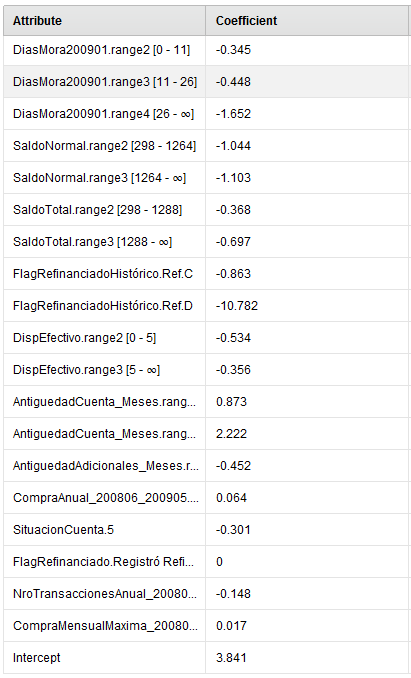 Attribute Coefficient
DiasMora200901.range2 [0 - 11] -0.345
DiasMora200901.range3 [11 - 26] -0.448
DiasMora200901.range4 [26 - ∞] -1.652
SaldoNormal.range2 [298 - 1264] -1.044
SaldoNormal.range3 [1264 - ∞] -1.103
SaldoTotal.range2 [298 - 1288] -0.368
SaldoTotal.range3 [1288 - ∞] -0.697
FlagRefinanciadoHistórico.Ref.C -0.863
FlagRefinanciadoHistórico.Ref.D -10.782
DispEfectivo.range2 [0 - 5] -0.534
DispEfectivo.range3 [5 - ∞] -0.356
AntiguedadCuenta_Meses.rang... 0.873
AntiguedadCuenta_Meses.rang... 2.222
AntiguedadAdicionales_Meses.r... -0.452
CompraAnual_200806_200905.... 0.064
SituacionCuenta.5 -0.301
FlagRefinanciado.Registró Refi... 0
NroTransaccionesAnual_20080... -0.148
CompraMensualMaxima_20080... 0.017
Intercept 3.841